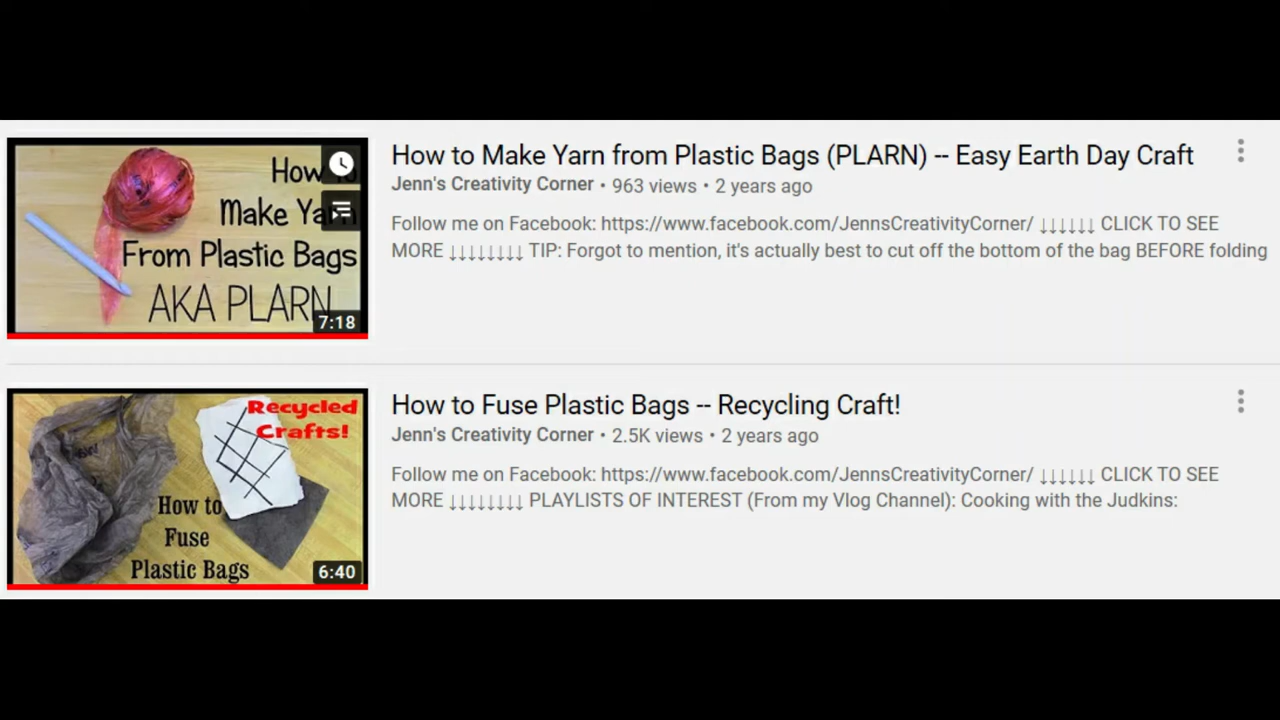 How to
Make Yarn
From Plastic Bags
AKA PLARN
7:18
How to Make Yarn from Plastic Bags (PLARN) -- Easy Earth Day Craft
Jenn's Creativity Corner • 963 views • 2 years ago
Follow me on Facebook: https://www.facebook.com/JennsCreativityCorner/ ↓↓↓↓↓↓ CLICK TO SEE
MORE ↓↓↓↓↓↓↓↓ TIP: Forgot to mention, it's actually best to cut off the bottom of the bag BEFORE folding
Recycled
Crafts!
How to
Fuse
Plastic Bags
6:40
How to Fuse Plastic Bags -- Recycling Craft!
Jenn's Creativity Corner • 2.5K views • 2 years ago
Follow me on Facebook: https://www.facebook.com/JennsCreativityCorner/ ↓↓↓↓↓↓ CLICK TO SEE
MORE ↓↓↓↓↓↓↓↓ PLAYLISTS OF INTEREST (From my Vlog Channel): Cooking with the Judkins: